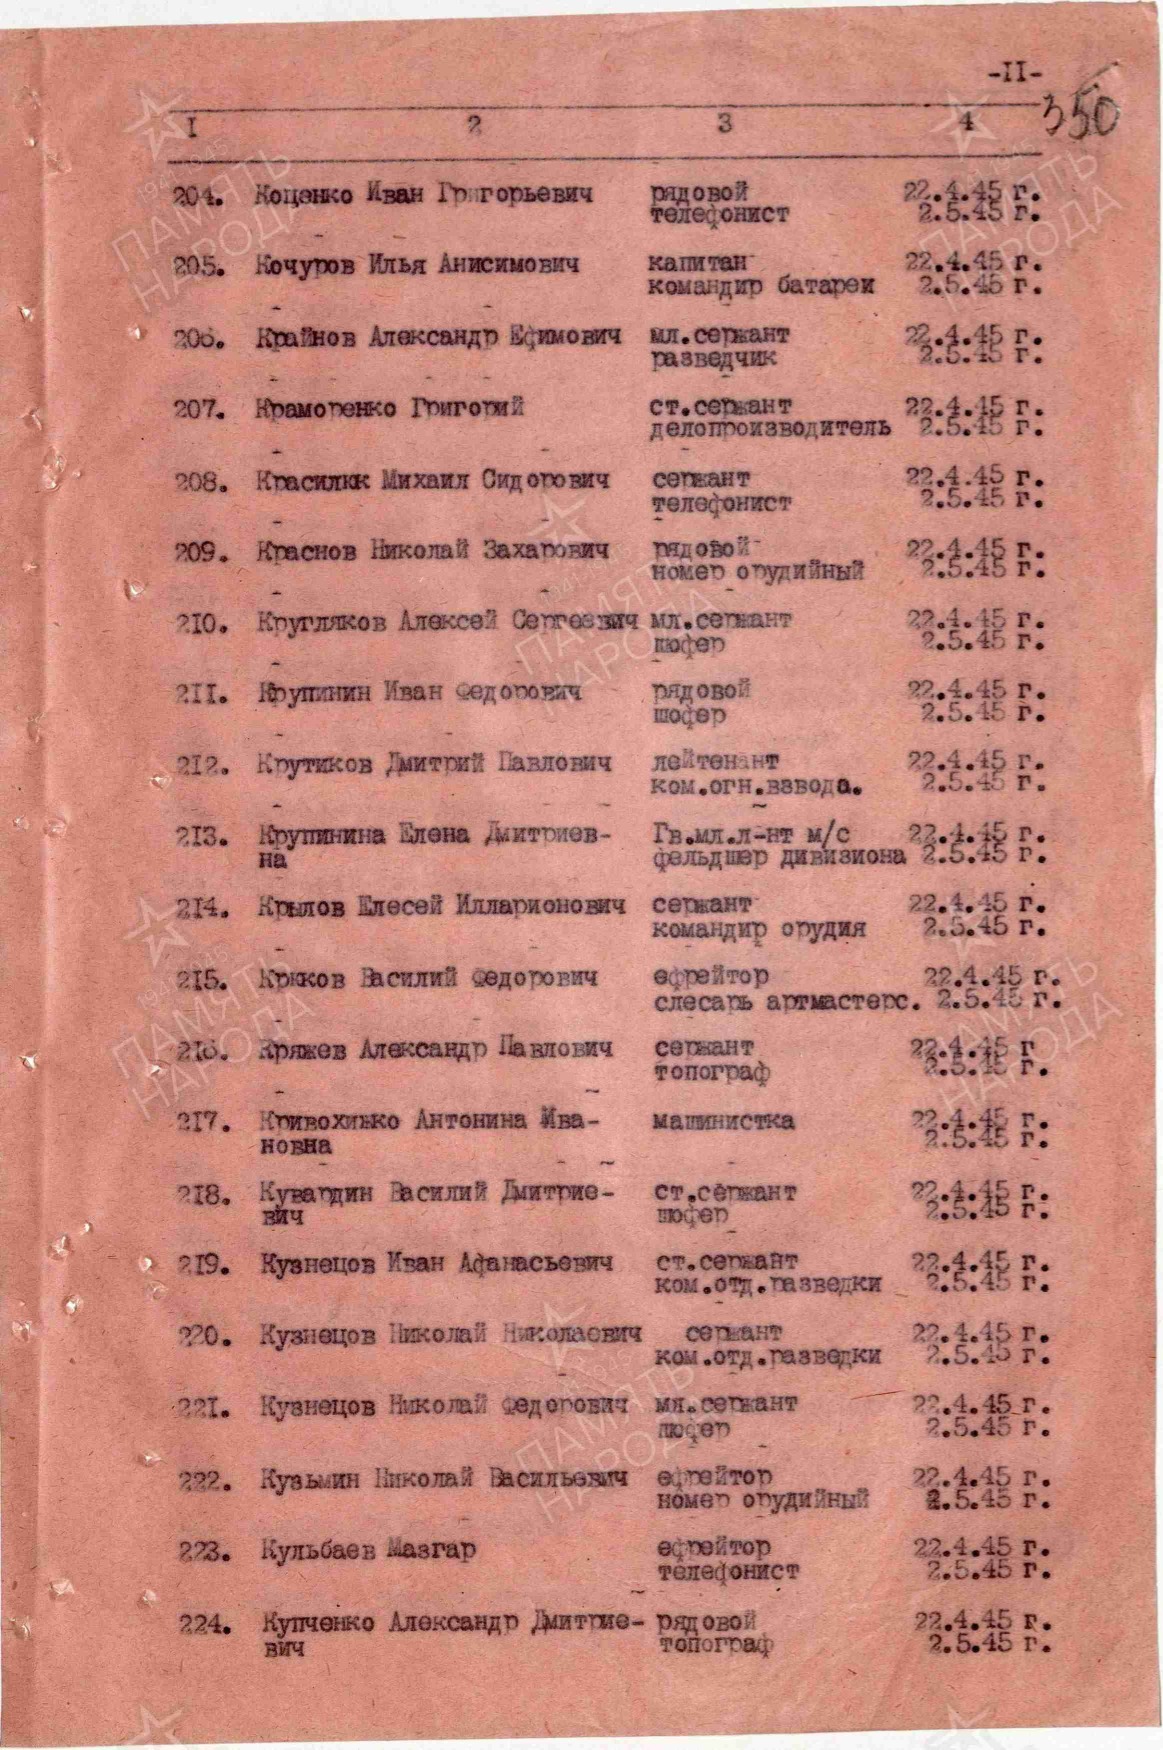 -II-
350
I 2 3 4
204. Коценко Иван Григорьевич рядовой 22.4.45 г.
телефонист 2.5.45 г.
205. Кочуров Илья Анисимович капитан 22.4.45 г.
командир батареи 2.5.45 г.
206. Крайнов Александр Ефимович мл.сержант 22.4.45 г.
разведчик 2.5.45 г.
207. Краморенко Григорий ст.сержант 22.4.45 г.
делопроизводитель 2.5.45 г.
208. Красилюк Михаил Сидорович сержант 22.4.45 г.
телефонист 2.5.45 г.
209. Краснов Николай Захарович рядовой 22.4.45 г.
номер орудийный 2.5.45 г.
210. Кругляков Алексей Сергеевич мл.сержант 22.4.45 г.
шофер 2.5.45 г.
2II. Крупинин Иван Федорович рядовой 22.4.45 г.
шофер 2.5.45 г.
2I2. Крутиков Дмитрий Павлович лейтенант 22.4.45 г.
ком.огн.взвода. 2.5.45 г.
2I3. Крупинина Елена Дмитриев- Гв.мл.л-нт м/с 22.4.45 г.
на фельдшер дивизиона 2.5.45 г.
2I4. Крылов Елесей Илларионович сержант 22.4.45 г.
командир орудия 2.5.45 г.
2I5. Крюков Василий Федорович ефрейтор 22.4.45 г.
слесарь артмастерс. 2.5.45 г.
2I6. Кряжев Александр Павлович сержант 22.4.45 г
топограф 2.5.45 г.
2I7. Кривохижко Антонина Ива- машинистка 22.4.45 г.
новна 2.5.45 г.
2I8. Кувардин Василий Дмитрие- ст.сержант 22.4.45 г.
вич шофер 2.5.45 г.
2I9. Кузнецов Иван Афанасьевич ст.сержант 22.4.45 г.
ком.отд.разведки 2.5.45 г.
220. Кузнецов Николай Николаевич сержант 22.4.45 г.
ком.отд.разведки 2.5.45 г.
22I. Кузнецов Николай Федорович мл.сержант 22.4.45 г.
шофер 2.5.45 г.
222. Кузьмин Николай Васильевич ефрейтор 22.4.45 г.
номер орудийный 2.5.45 г.
223. Кульбаев Мазгар ефрейтор 22.4.45 г.
телефонист 2.5.45 г.
224. Купченко Александр Дмитрие- рядовой 22.4.45 г.
вич топограф 2.5.45 г.